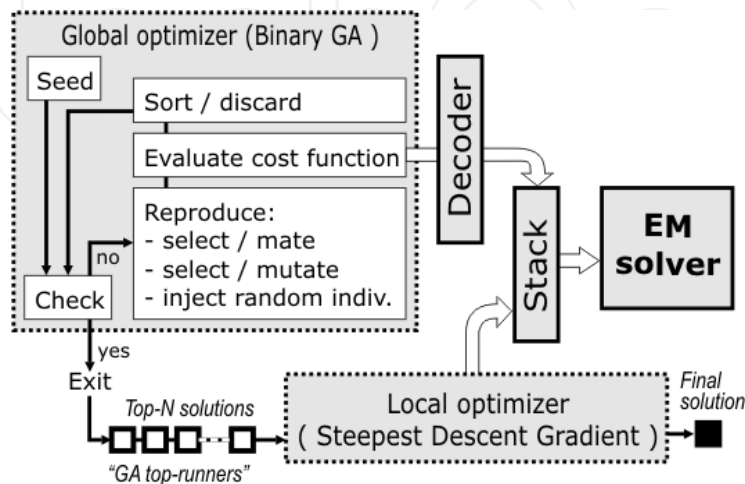 Global optimizer (Binary GA )
Seed
Sort / discard
Evaluate cost function
Reproduce:
- select / mate
- select / mutate
- inject random indiv.
no
Check
yes
Exit
Decoder
Stack
EM
solver
Top-N solutions
"GA top-runners"
Local optimizer
( Steepest Descent Gradient )
Final
solution